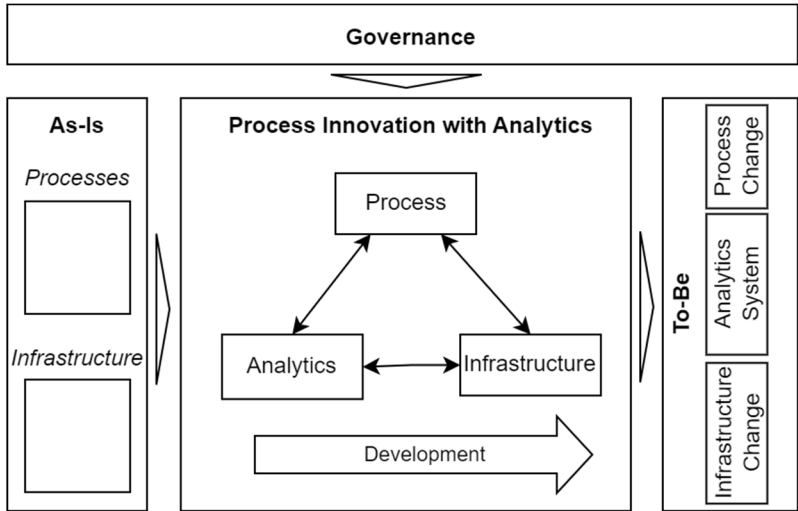 Governance
As-Is
Processes
Infrastructure
Process Innovation with Analytics
Process
Analytics
Infrastructure
Development
To-Be
Process
Change
Analytics
System
Infrastructure
Change